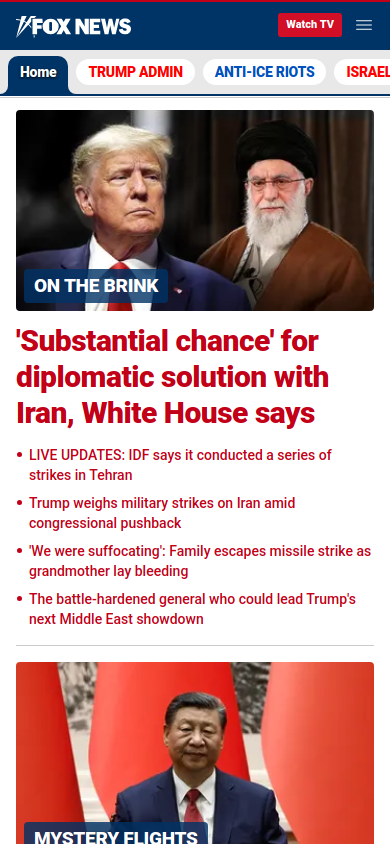 FOX NEWS
Watch TV
Home
TRUMP ADMIN
ANTI-ICE RIOTS
ISRAEL
ON THE BRINK
'Substantial chance' for
diplomatic solution with
Iran, White House says
• LIVE UPDATES: IDF says it conducted a series of
strikes in Tehran
• Trump weighs military strikes on Iran amid
congressional pushback
• 'We were suffocating': Family escapes missile strike as
grandmother lay bleeding
• The battle-hardened general who could lead Trump's
next Middle East showdown
MYSTERY FLIGHTS